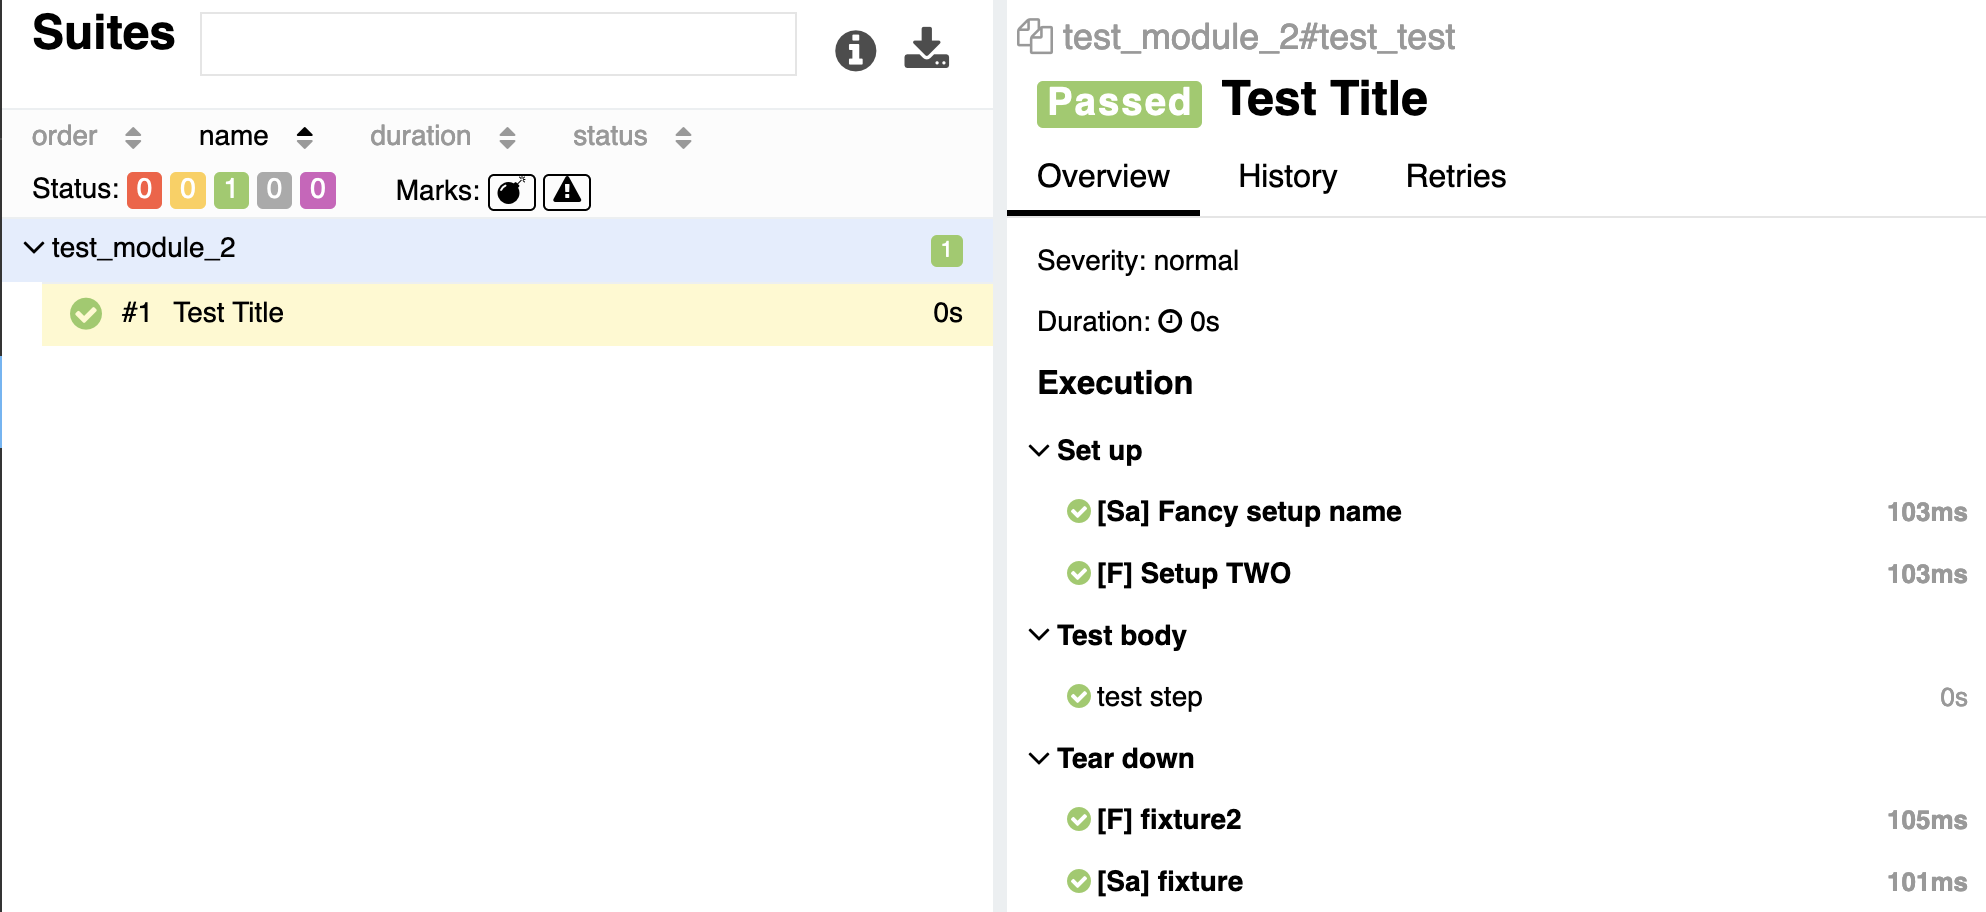 Suites
order name duration status
Status: 0 0 1 0 0 Marks:
test_module_2 1
#1 Test Title 0s
test_module_2#test_test
Passed Test Title
Overview History Retries
Severity: normal
Duration: 0s
Execution
Set up
[Sa] Fancy setup name 103ms
[F] Setup TWO 103ms
Test body
test step 0s
Tear down
[F] fixture2 105ms
[Sa] fixture 101ms